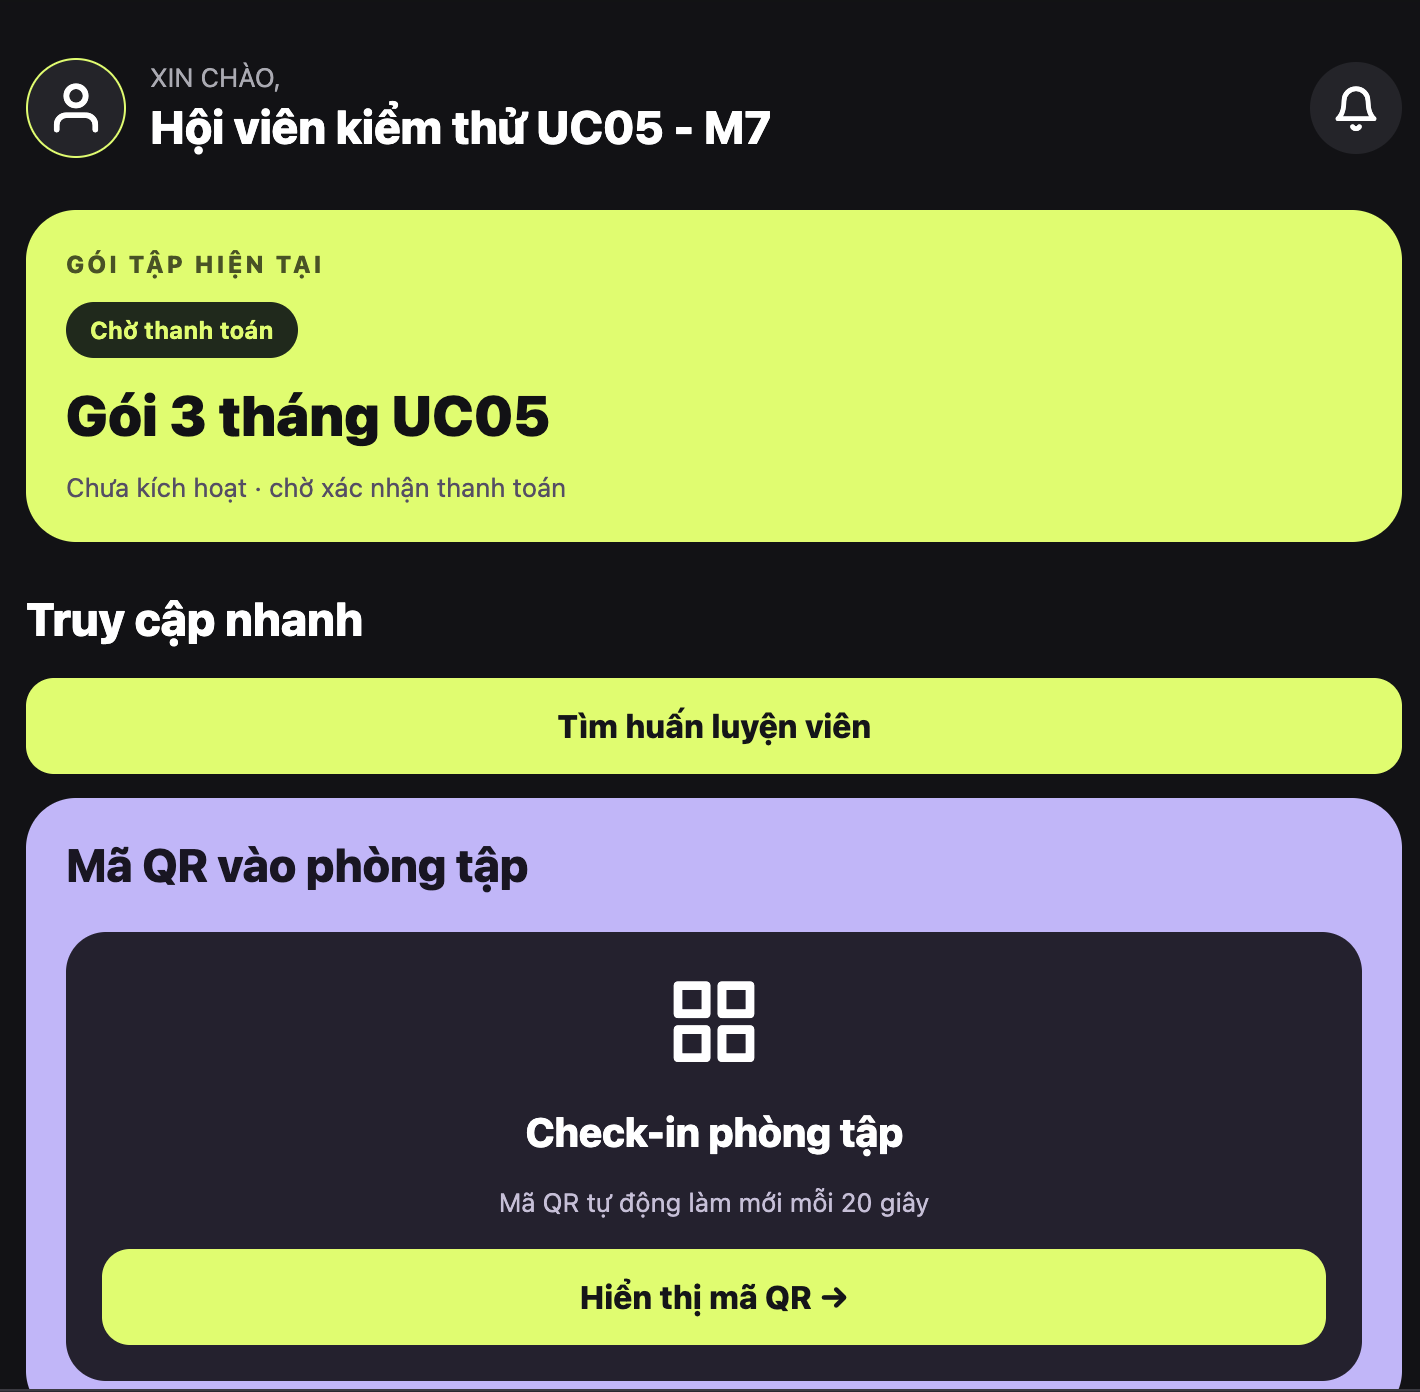 XIN CHÀO,
Hội viên kiểm thử UC05 - M7
GÓI TẬP HIỆN TẠI
Chờ thanh toán
Gói 3 tháng UC05
Chưa kích hoạt · chờ xác nhận thanh toán
Truy cập nhanh
Tìm huấn luyện viên
Mã QR vào phòng tập
Check-in phòng tập
Mã QR tự động làm mới mỗi 20 giây
Hiển thị mã QR →